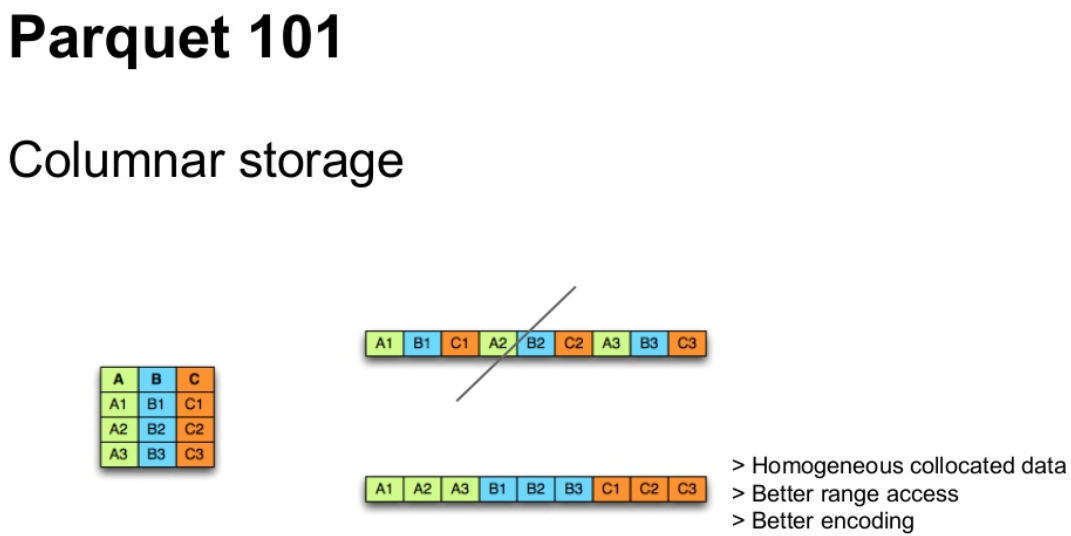 Parquet 101
Columnar storage
A1 B1 C1 A2 B2 C2 A3 B3 C3
A B C
A1 B1 C1
A2 B2 C2
A3 B3 C3
A1 A2 A3 B1 B2 B3 C1 C2 C3
> Homogeneous collocated data
> Better range access
> Better encoding